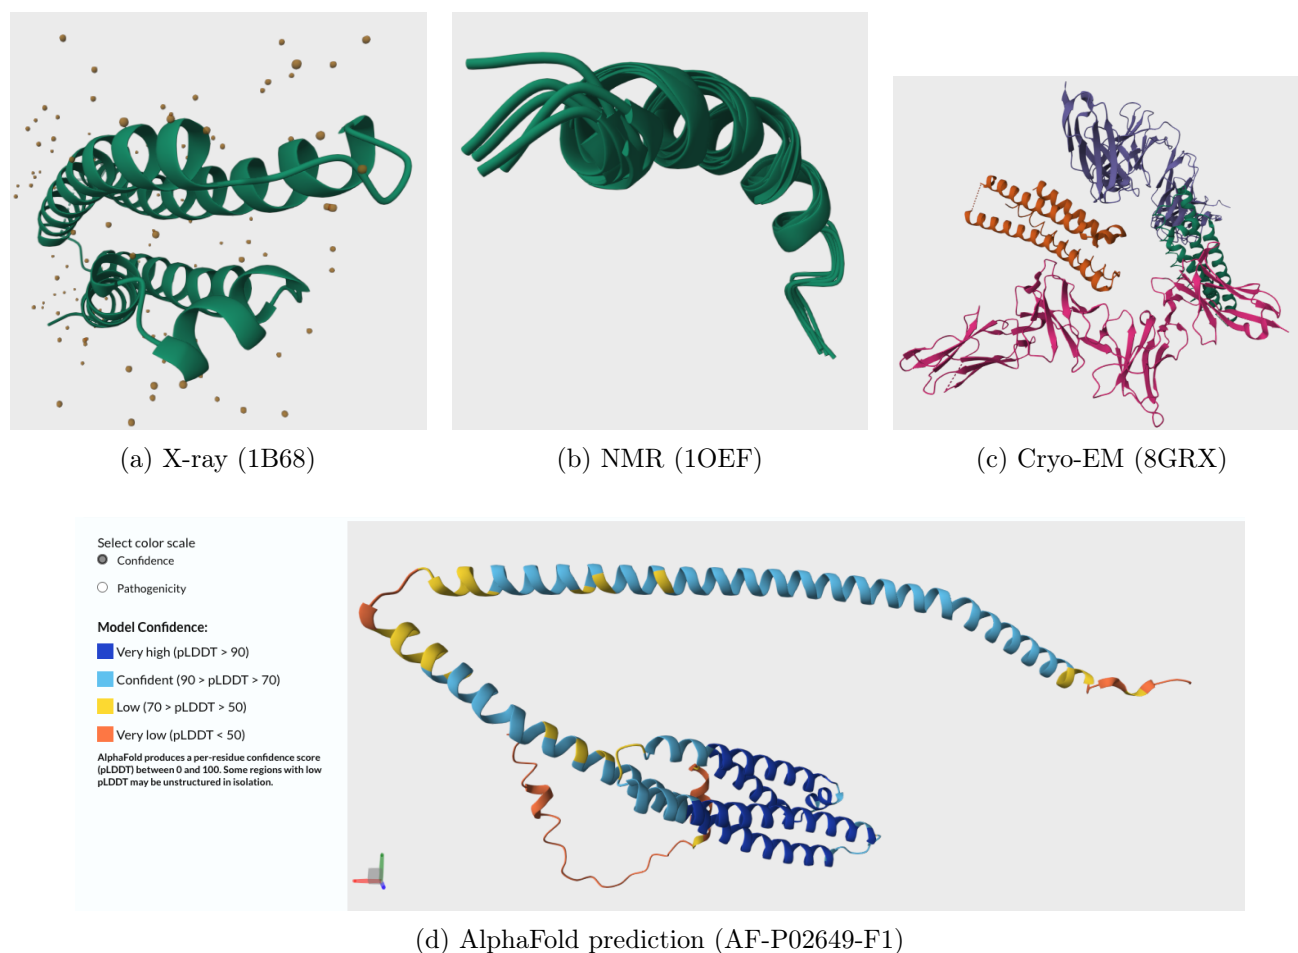 (a) X-ray (1B68)
(b) NMR (1OEF)
(c) Cryo-EM (8GRX)
Select color scale
Confidence
Pathogenicity
Model Confidence:
Very high (pLDDT > 90)
Confident (90 > pLDDT > 70)
Low (70 > pLDDT > 50)
Very low (pLDDT < 50)
AlphaFold produces a per-residue confidence score
(pLDDT) between 0 and 100. Some regions with low
pLDDT may be unstructured in isolation.
(d) AlphaFold prediction (AF-P02649-F1)